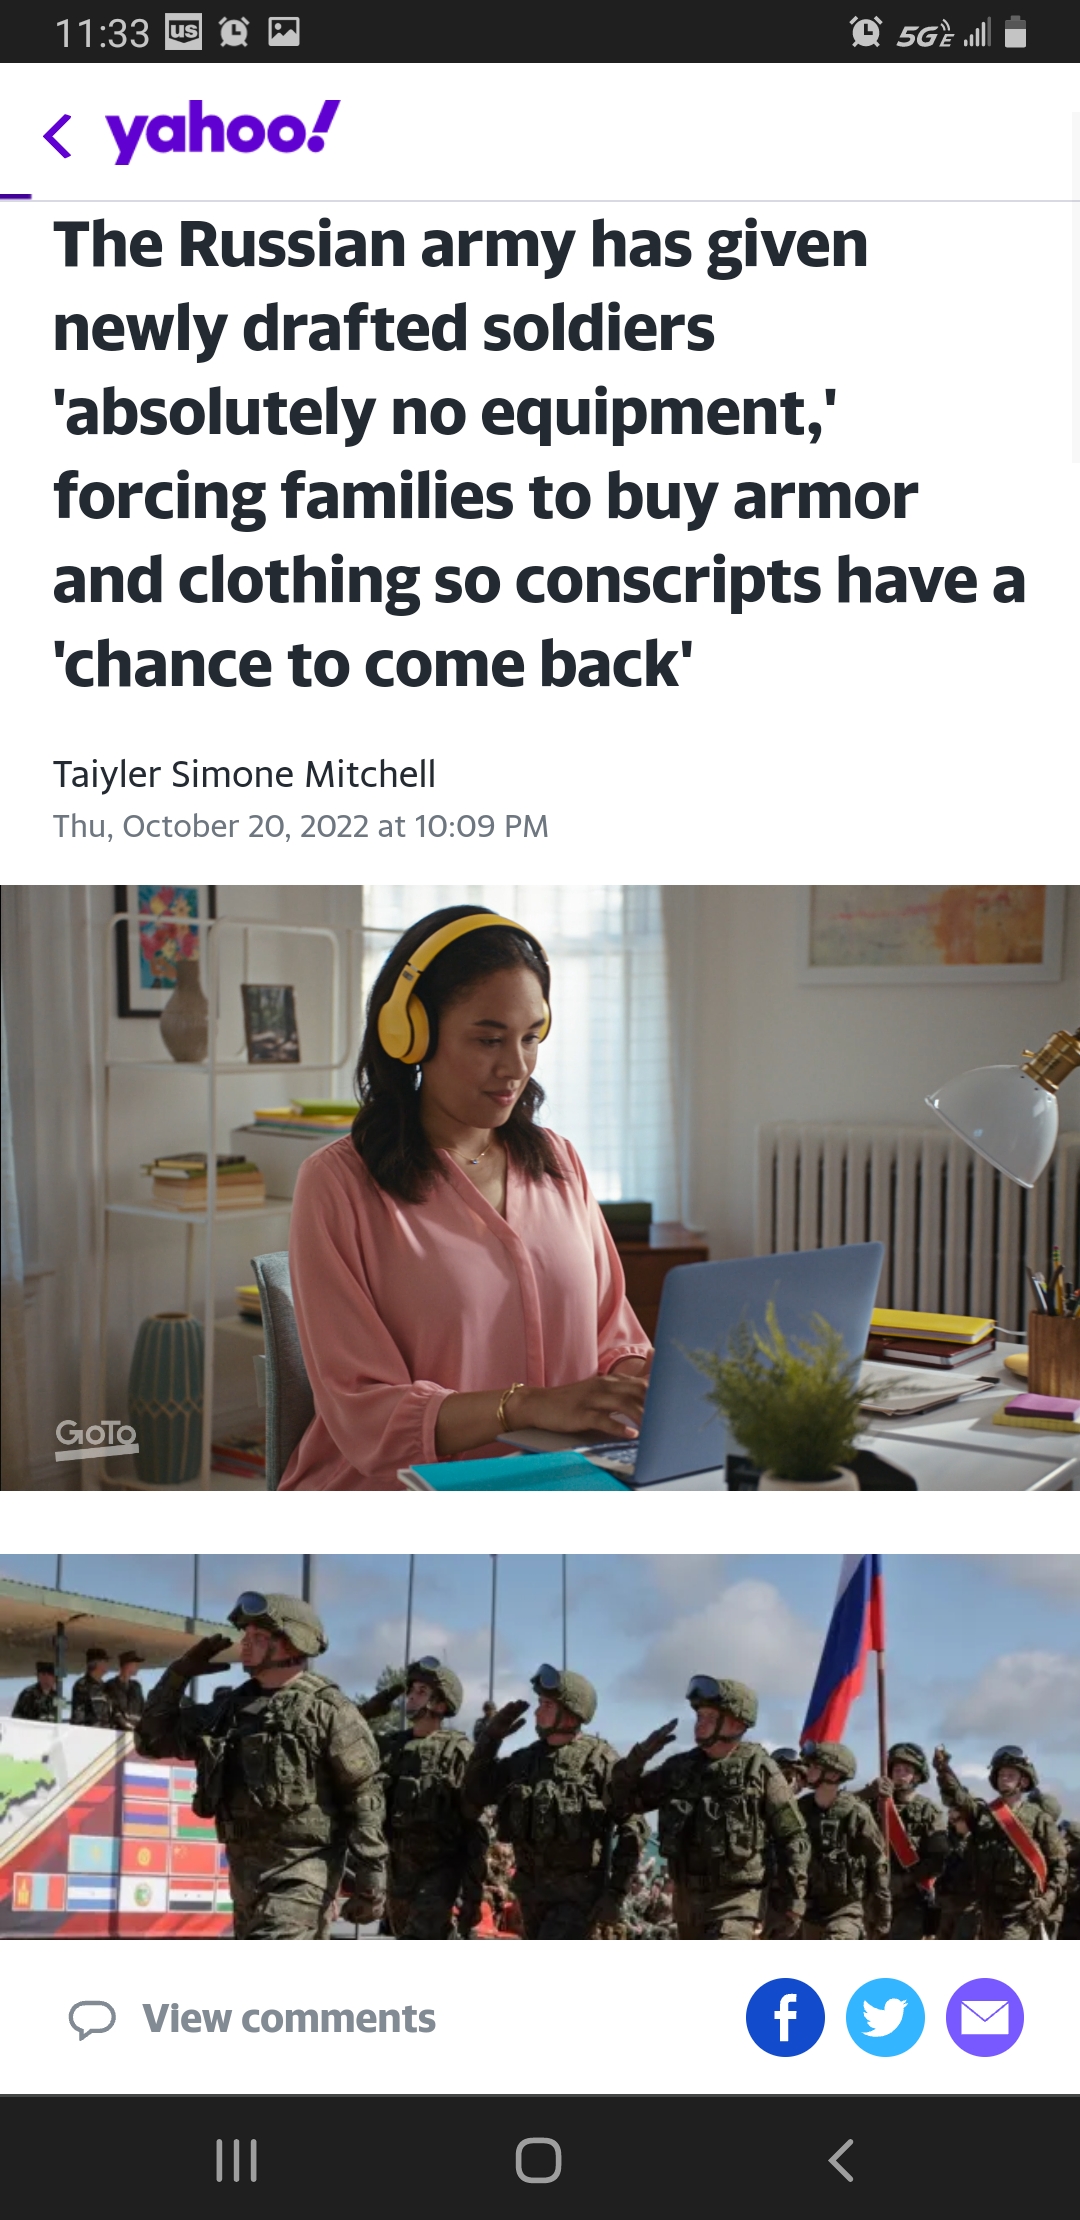 11:33 us 5GE
yahoo!
The Russian army has given
newly drafted soldiers
'absolutely no equipment,'
forcing families to buy armor
and clothing so conscripts have a
'chance to come back'
Taiyler Simone Mitchell
Thu, October 20, 2022 at 10:09 PM
GoTo
View comments